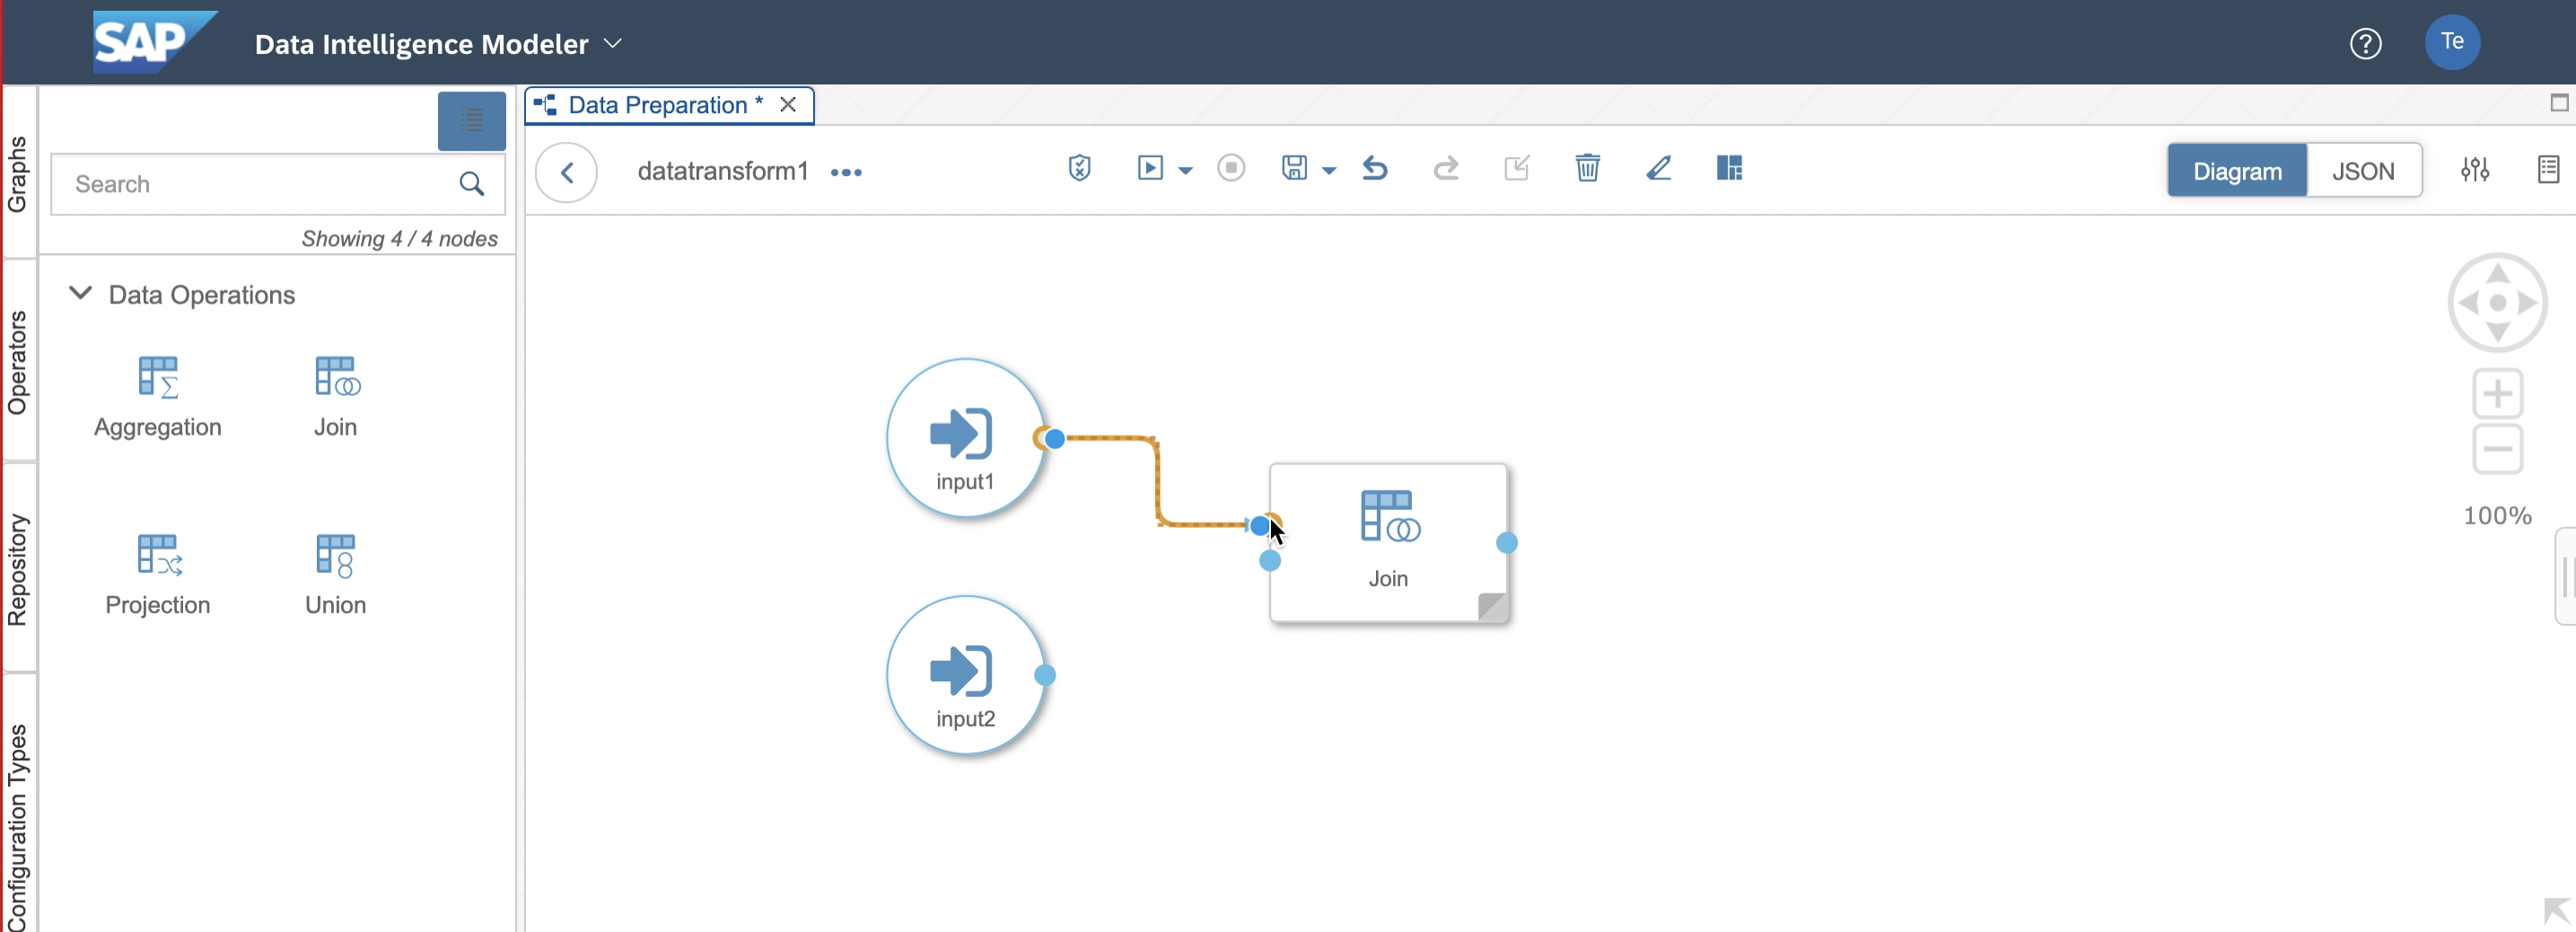 SAP
Data Intelligence Modeler
Te
Graphs
Operators
Repository
Configuration Types
Search
Showing 4 / 4 nodes
Data Operations
Aggregation
Join
Projection
Union
Data Preparation *
datatransform1
Diagram
JSON
input1
Join
input2
100%